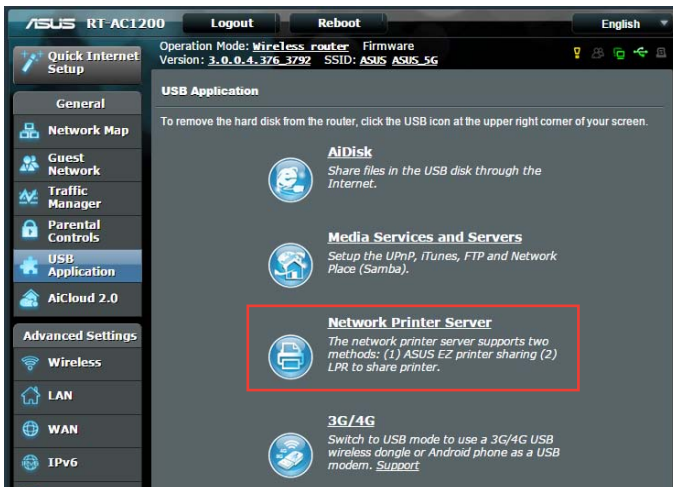 ASUS RT-AC1200 Logout Reboot English
Quick Internet
Setup
Operation Mode: Wireless router Firmware
Version: 3.0.0.4.376_3792 SSID: ASUS ASUS_5G
General
Network Map
Guest
Network
Traffic
Manager
Parental
Controls
USB
Application
AiCloud 2.0
Advanced Settings
Wireless
LAN
WAN
IPv6
USB Application
To remove the hard disk from the router, click the USB icon at the upper right corner of your screen.
AiDisk
Share files in the USB disk through the
Internet.
Media Services and Servers
Setup the UPnP, iTunes, FTP and Network
Place (Samba).
Network Printer Server
The network printer server supports two
methods: (1) ASUS EZ printer sharing (2)
LPR to share printer.
3G/4G
Switch to USB mode to use a 3G/4G USB
wireless dongle or Android phone as a USB
modem. Support